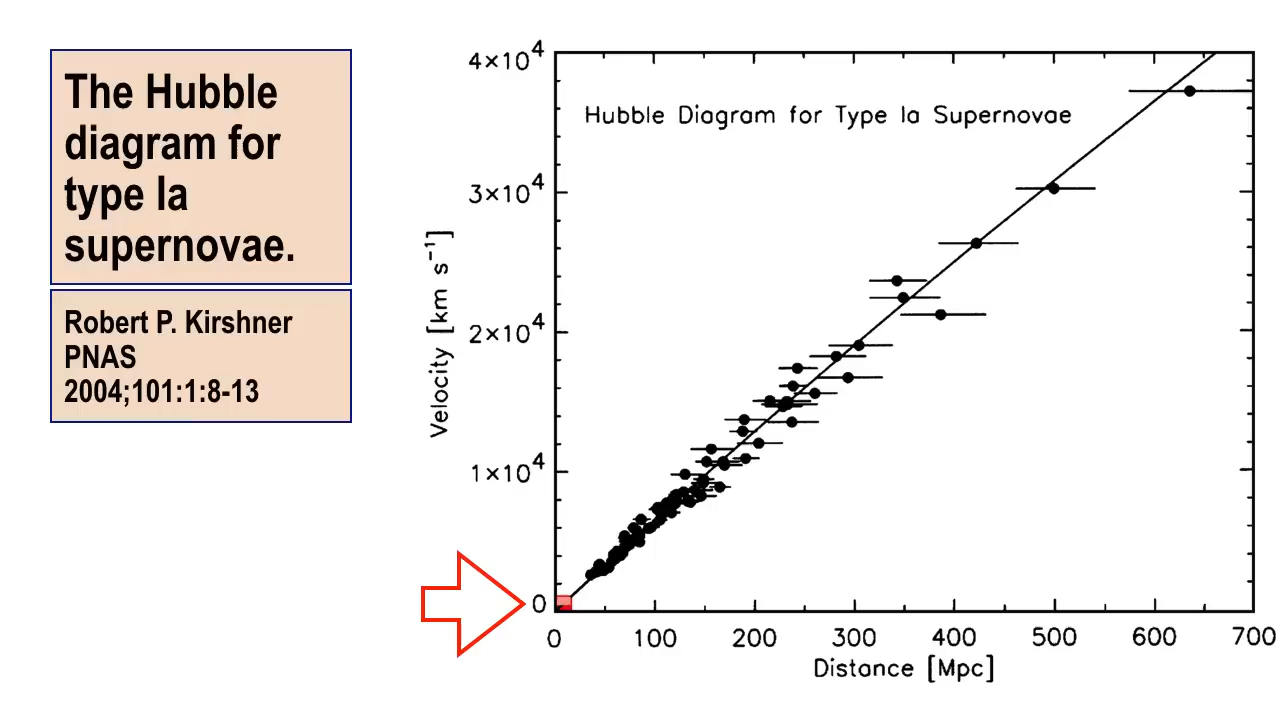 The Hubble
diagram for
type Ia
supernovae.
Robert P. Kirshner
PNAS
2004;101:1:8-13
Hubble Diagram for Type Ia Supernovae
Velocity [km s⁻¹]
4×10⁴
3×10⁴
2×10⁴
1×10⁴
0
0 100 200 300 400 500 600 700
Distance [Mpc]